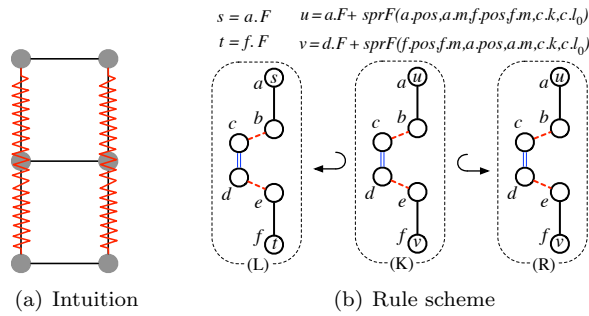 s = a.F u = a.F+ sprF(a.pos,a.m,f.pos,f.m,c.k,c.l₀)
t = f.F v = d.F + sprF(f.pos,f.m,a.pos,a.m,c.k,c.l₀)
a s a u a u
b b b
c c c
d d d
e e e
f t f v f v
(L) (K) (R)
(a) Intuition (b) Rule scheme